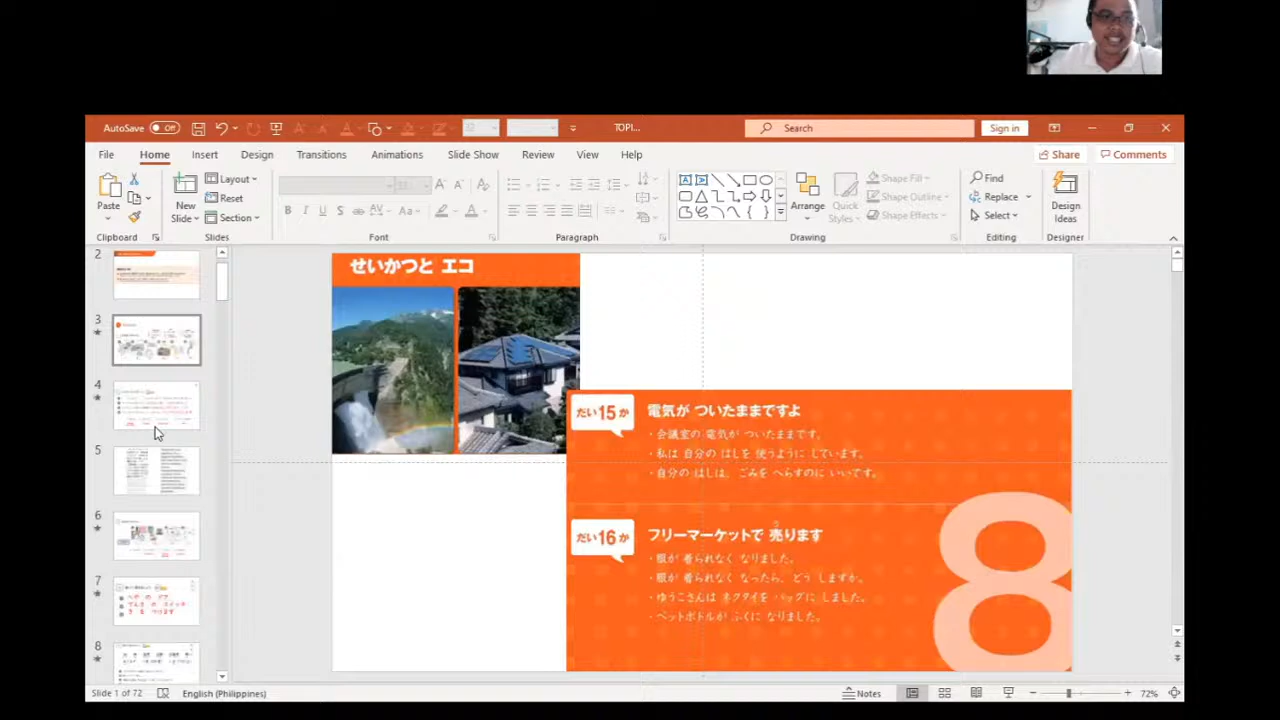 AutoSave Off
TOPI...
Search
Sign in
File Home Insert Design Transitions Animations Slide Show Review View Help
Share Comments
Paste
New Slide
Layout
Reset
Section
Arrange
Quick Styles
Shape Fill
Shape Outline
Shape Effects
Find
Replace
Select
Design Ideas
Clipboard Slides Font Paragraph Drawing Editing Designer
2
3
4
5
6
7
8
せいかつと エコ
だい15か
電気が ついたままですよ
・会議室の 電気が ついたままです。
・私は 自分の はしを 使うように しています。
・自分の はしは、ごみを へらすのに いいです。
だい16か
フリーマーケットで 売ります
・服が 着られなく なりました。
・服が 着られなく なったら、どう しますか。
・ゆうこさんは ネクタイを バッグに しました。
・ペットボトルが ふくに なりました。
8
Slide 1 of 72
English (Philippines)
Notes
72%